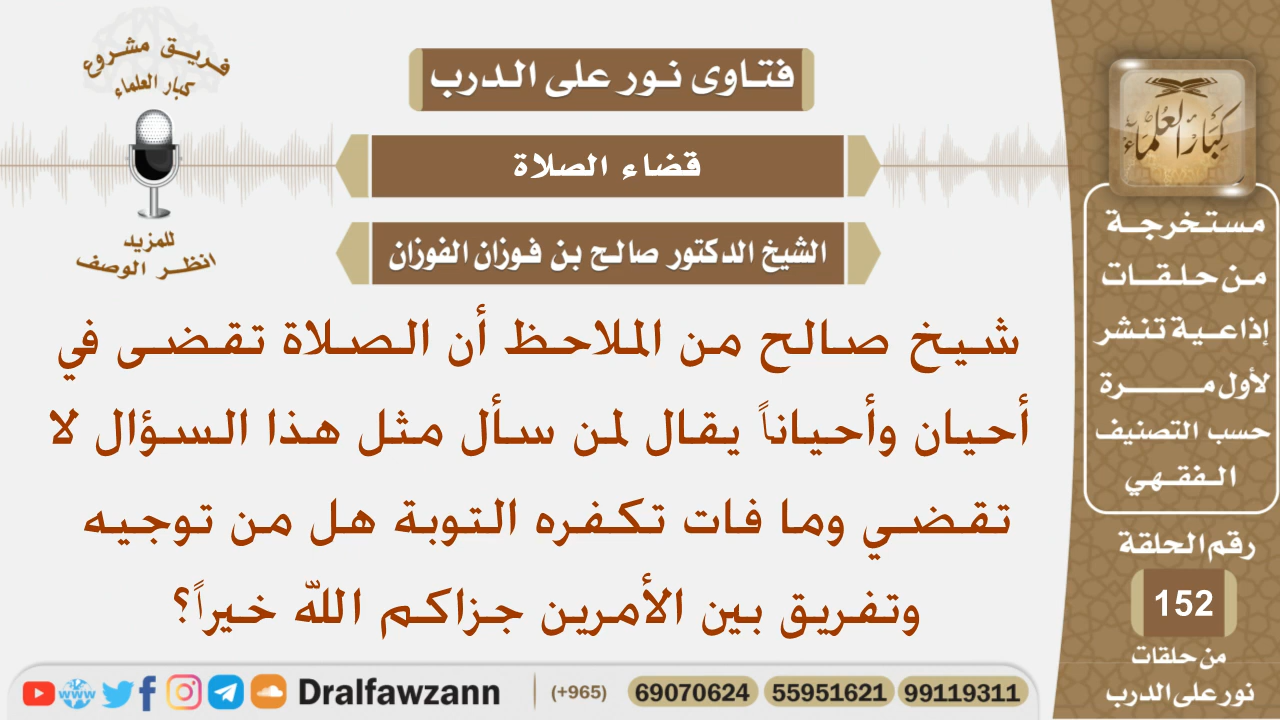 فريق مشروع
كبار العلماء
للمزيد
انظر الوصف
فتاوى نور على الدرب
قضاء الصلاة
الشيخ الدكتور صالح بن فوزان الفوزان
شيخ صالح من الملاحظ أن الصلاة تقضى في
أحيان وأحياناً يقال لمن سأل مثل هذا السؤال لا
تقضي وما فات تكفره التوبة هل من توجيه
وتفريق بين الأمرين جزاكم الله خيراً؟
كبار العلماء
مستخرجة
من حلقات
إذاعية تنشر
لأول مرة
حسب التصنيف
الفقهي
رقم الحلقة
152
من حلقات
نور على الدرب
www Dralfawzann (+965) 69070624 55951621 99119311